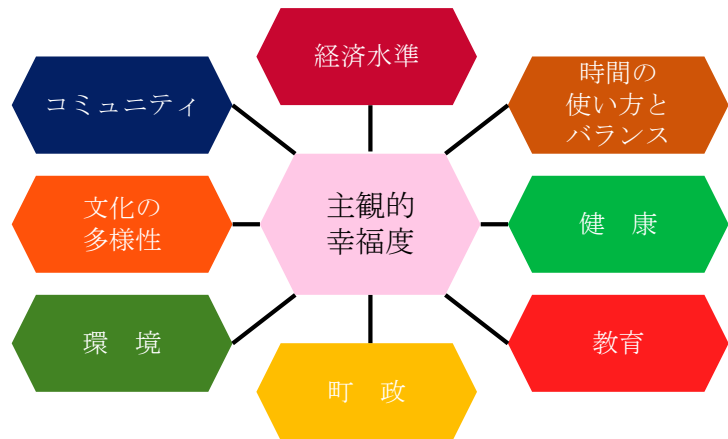 経済水準
コミュニティ
時間の
使い方と
バランス
文化の
多様性
主観的
幸福度
健　康
環　境
教育
町　政